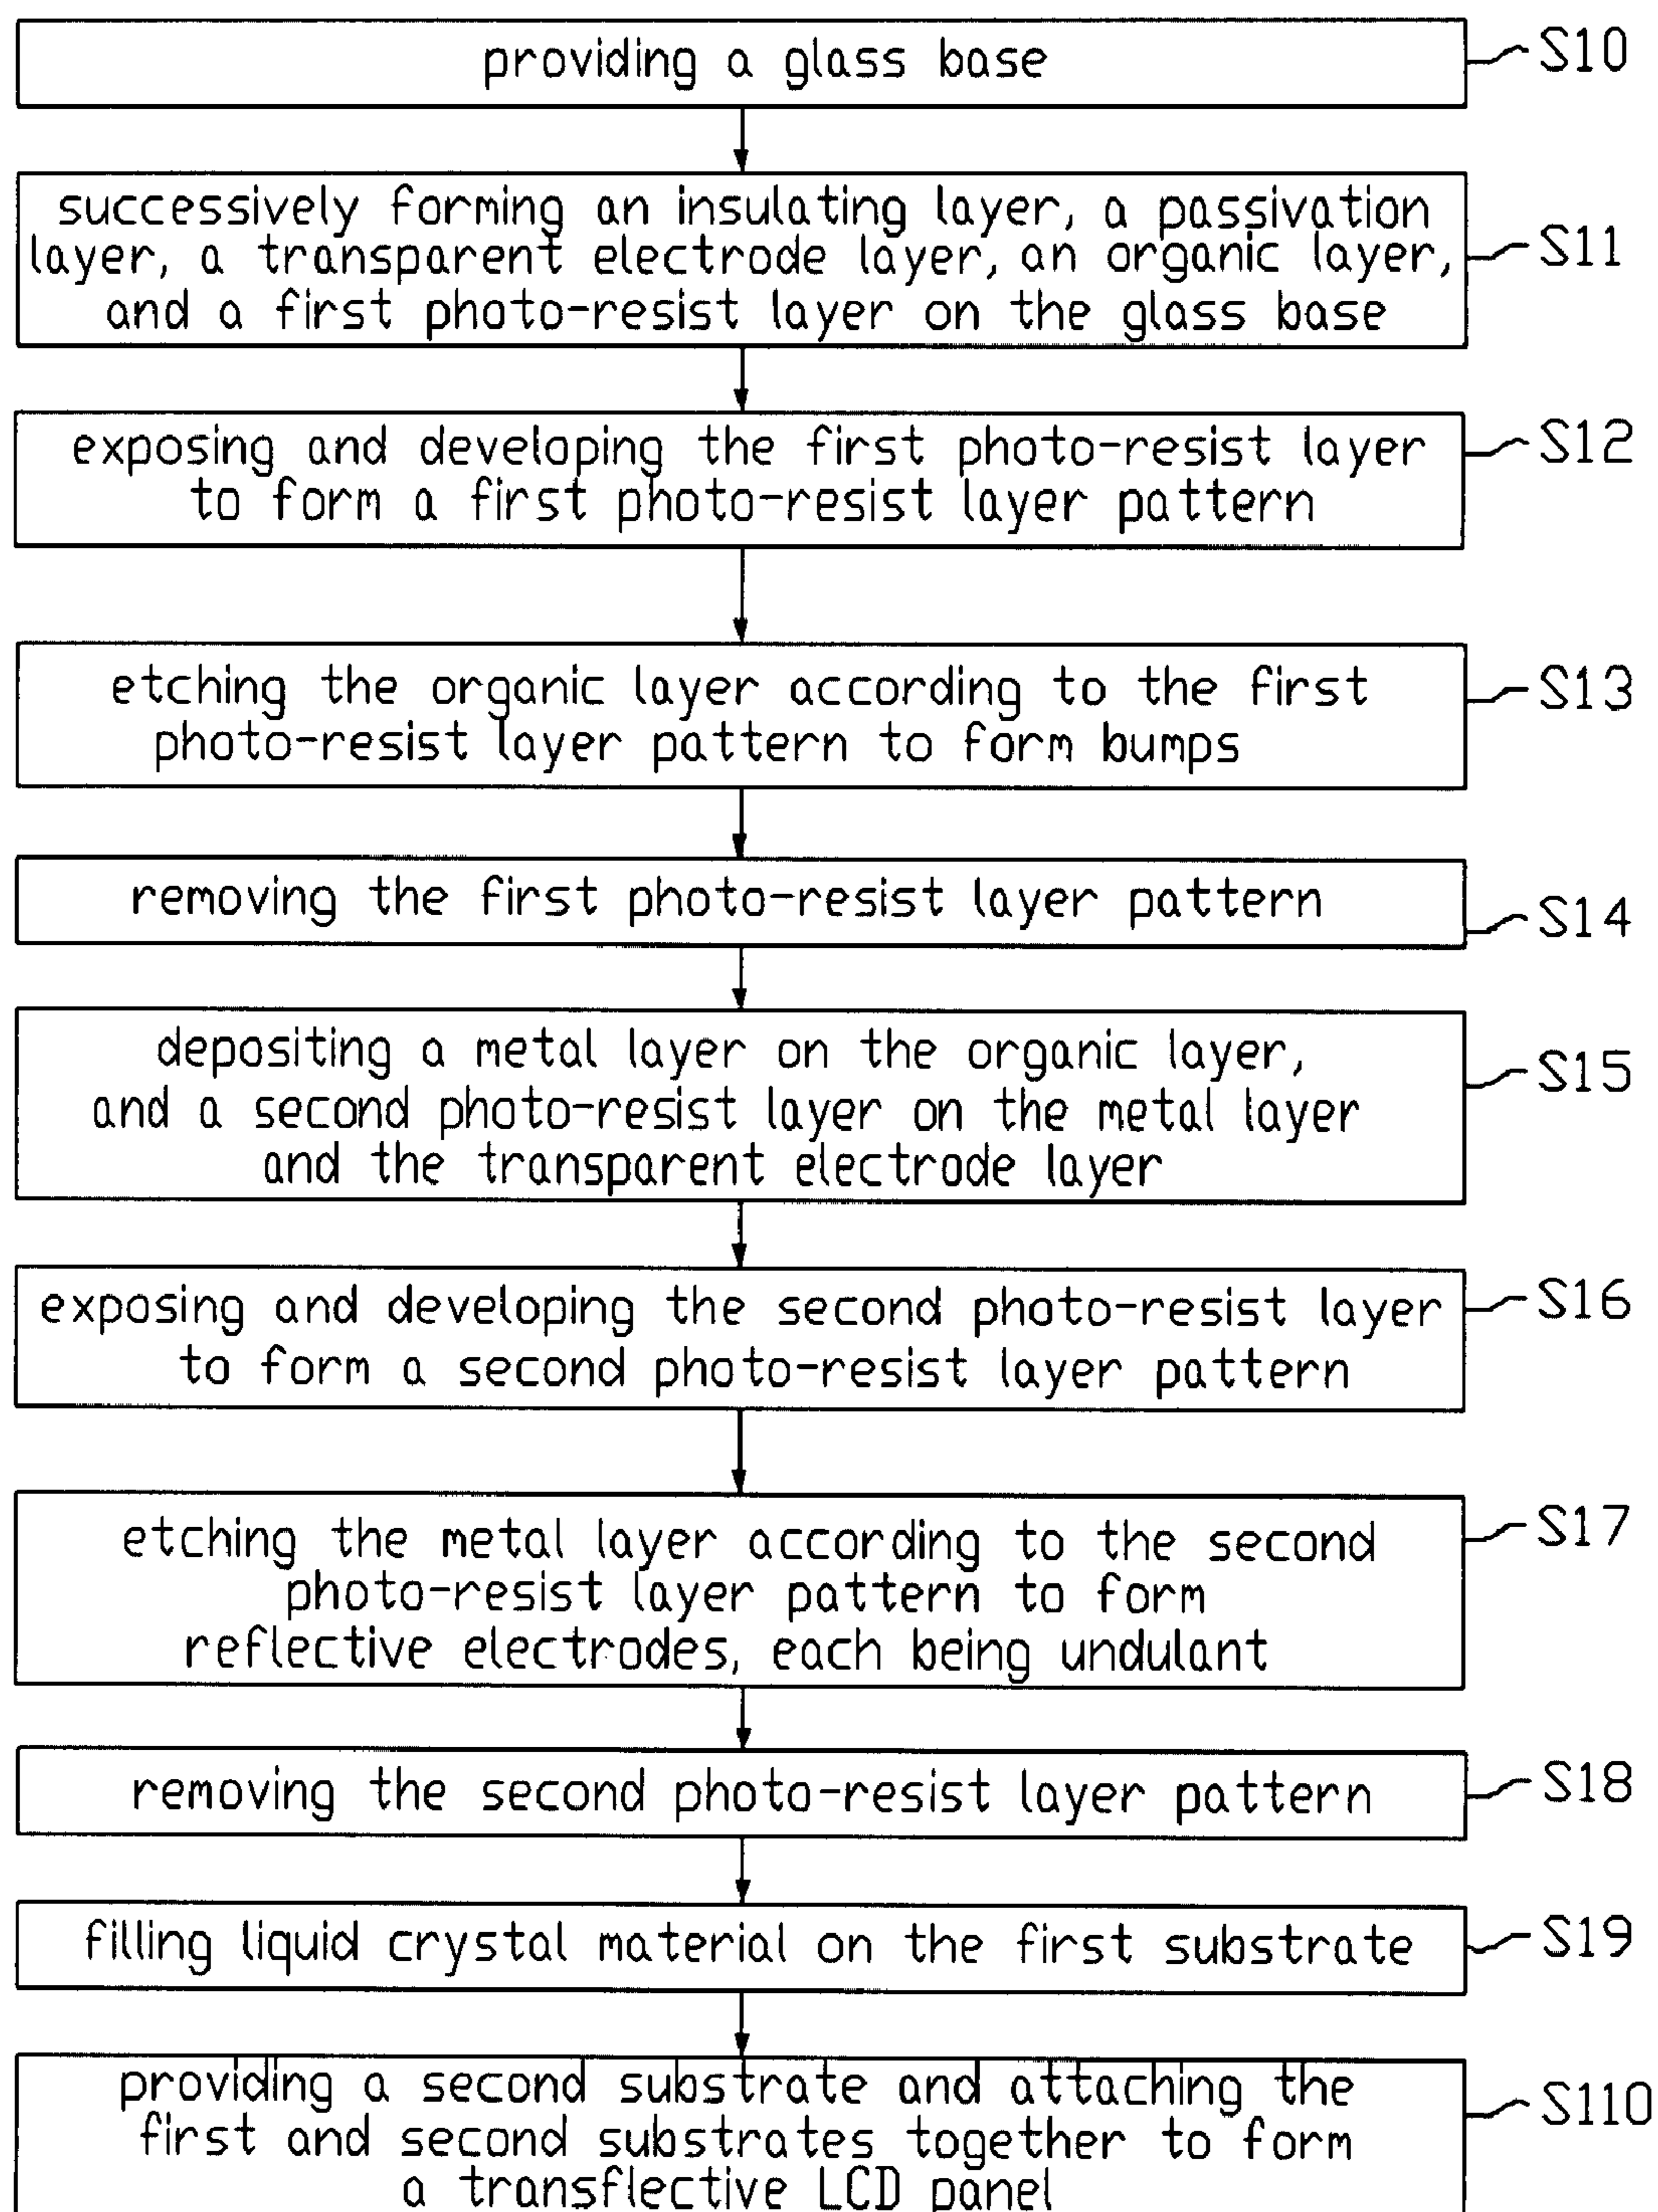 providing a glass base
S10
successively forming an insulating layer, a passivation
layer, a transparent electrode layer, an organic layer,
and a first photo-resist layer on the glass base
S11
exposing and developing the first photo-resist layer
to form a first photo-resist layer pattern
S12
etching the organic layer according to the first
photo-resist layer pattern to form bumps
S13
removing the first photo-resist layer pattern
S14
depositing a metal layer on the organic layer,
and a second photo-resist layer on the metal layer
and the transparent electrode layer
S15
exposing and developing the second photo-resist layer
to form a second photo-resist layer pattern
S16
etching the metal layer according to the second
photo-resist layer pattern to form
reflective electrodes, each being undulant
S17
removing the second photo-resist layer pattern
S18
filling liquid crystal material on the first substrate
S19
providing a second substrate and attaching the
first and second substrates together to form
a transflective LCD panel
S110